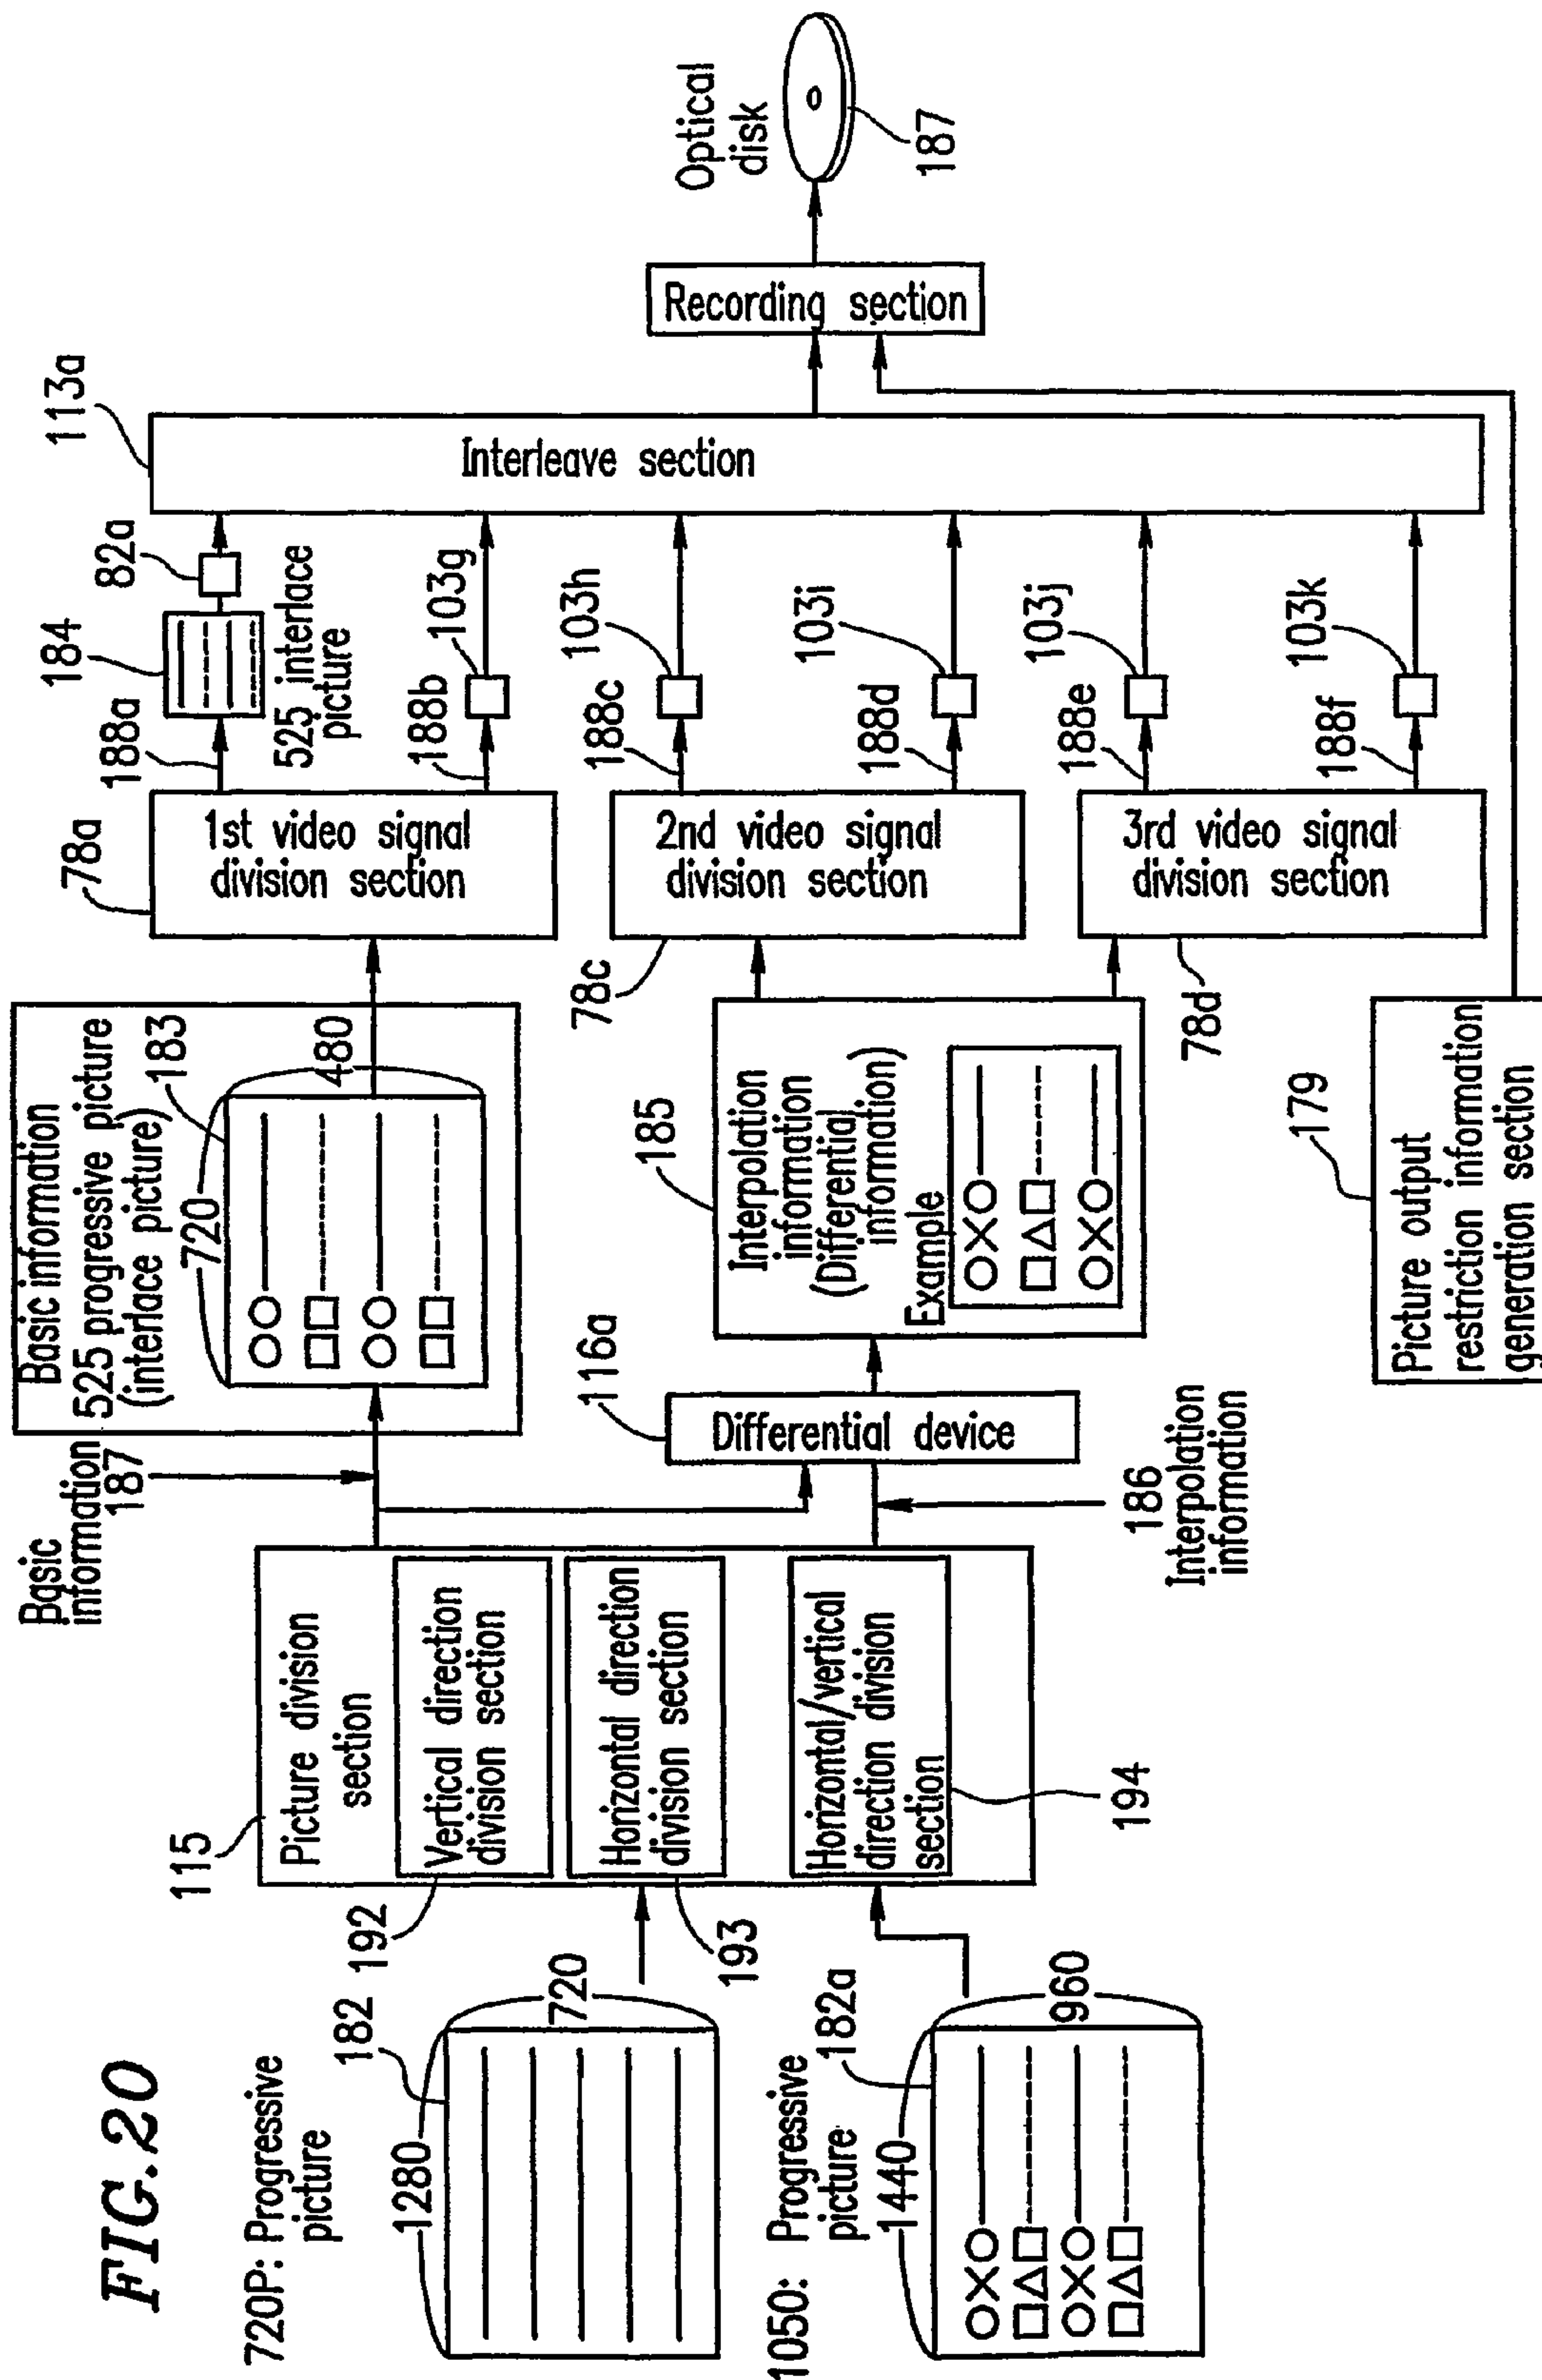 FIG.20
720P: Progressive
picture
182
1280
720
1050: Progressive
picture
182a
1440
960
115
Picture division
section
192
Vertical direction
division section
193
Horizontal direction
division section
Horizontal/vertical
direction division
section
194
Basic
information
187
186
Interpolation
information
116a
Differential device
Basic information
525 progressive picture
(interlace picture)
183
720
480
185
Interpolation
information
(Differential
information)
Example
179
Picture output
restriction information
generation section
78a
1st video signal
division section
78c
2nd video signal
division section
78d
3rd video signal
division section
188a
184
82a
525 interlace
picture
188b
103g
188c
103h
188d
103i
188e
103j
188f
103k
113a
Interleave section
Recording section
Optical
disk
187